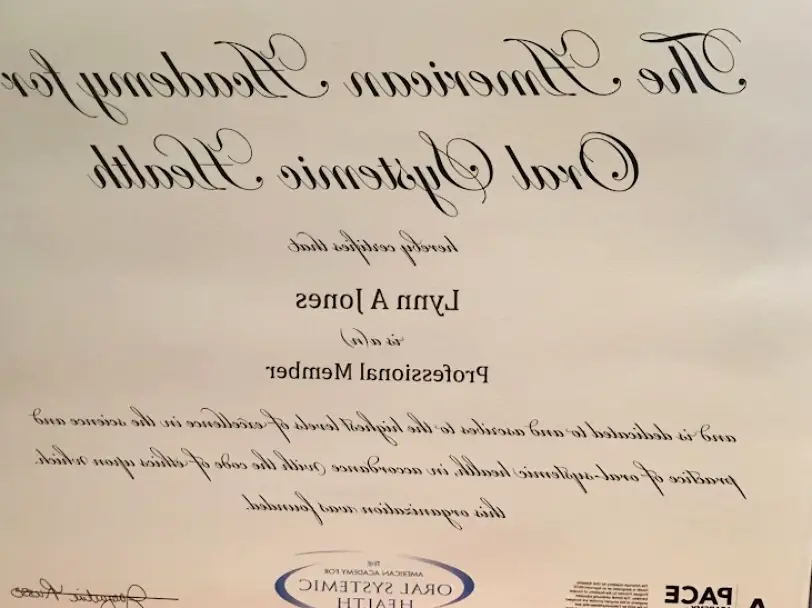 The American Academy for
Oral Systemic Health
hereby certifies that
Lynn A Jones
is a(n)
Professional Member
and is dedicated to and ascribes to the highest levels of excellence in the science and
practice of oral-systemic health, in accordance with the code of ethics upon which
this organization was founded.
THE
AMERICAN ACADEMY FOR
ORAL SYSTEMIC
HEALTH
PACE